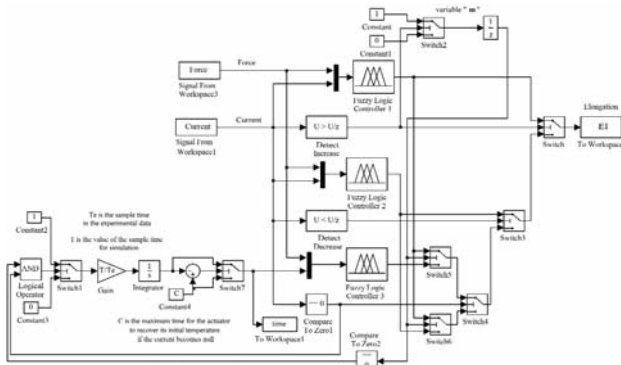 variable " m "
1
Constant
0
Constant1
Switch2
1
z
Force
Force
Signal From
Workspace3
Fuzzy Logic
Controller 1
Elongation
Current
Current
Signal From
Workspace1
U > U/z
Detect
Increase
Switch
E1
To Workspace
Fuzzy Logic
Controller 2
Te is the sample time
in the experimental data
U < U/z
Detect
Decrease
Switch3
1
Constant2
T is the value of the sample time
for simulation
AND
Logical
Operator
Switch1
T/Te
Gain
1
s
Integrator
+
+
Switch7
Fuzzy Logic
Controller 3
Switch5
0
Constant3
C
Constant4
C is the maximum time for the actuator
to recover its initial temperature
if the current becomes null
time
To Workspace1
Compare
To Zero1
Switch4
Switch6
Compare
To Zero2